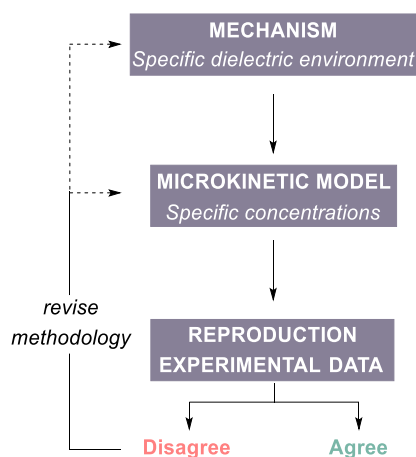 MECHANISM
Specific dielectric environment
MICROKINETIC MODEL
Specific concentrations
revise
methodology
REPRODUCTION
EXPERIMENTAL DATA
Disagree
Agree